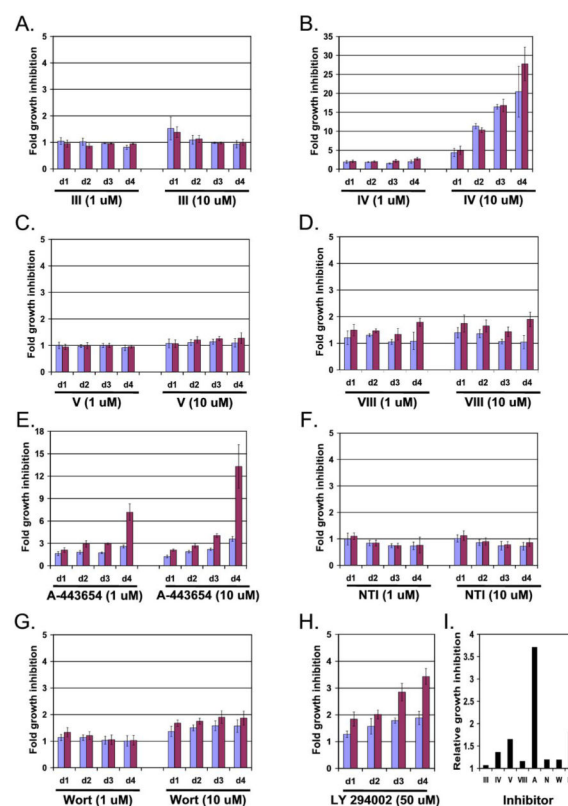 A.
Fold growth inhibition
5
4
3
2
1
0
d1 d2 d3 d4 d1 d2 d3 d4
III (1 uM) III (10 uM)
B.
Fold growth inhibition
35
30
25
20
15
10
5
0
d1 d2 d3 d4 d1 d2 d3 d4
IV (1 uM) IV (10 uM)
C.
Fold growth inhibition
5
4
3
2
1
0
d1 d2 d3 d4 d1 d2 d3 d4
V (1 uM) V (10 uM)
D.
Fold growth inhibition
5
4
3
2
1
0
d1 d2 d3 d4 d1 d2 d3 d4
VIII (1 uM) VIII (10 uM)
E.
Fold growth inhibition
18
15
12
9
6
3
0
d1 d2 d3 d4 d1 d2 d3 d4
A-443654 (1 uM) A-443654 (10 uM)
F.
Fold growth inhibition
5
4
3
2
1
0
d1 d2 d3 d4 d1 d2 d3 d4
NTI (1 uM) NTI (10 uM)
G.
Fold growth inhibition
5
4
3
2
1
0
d1 d2 d3 d4 d1 d2 d3 d4
Wort (1 uM) Wort (10 uM)
H.
Fold growth inhibition
5
4
3
2
1
0
d1 d2 d3 d4
LY 294002 (50 uM)
I.
Relative growth inhibition
4
3.5
3
2.5
2
1.5
1
III IV V VIII A N W
Inhibitor